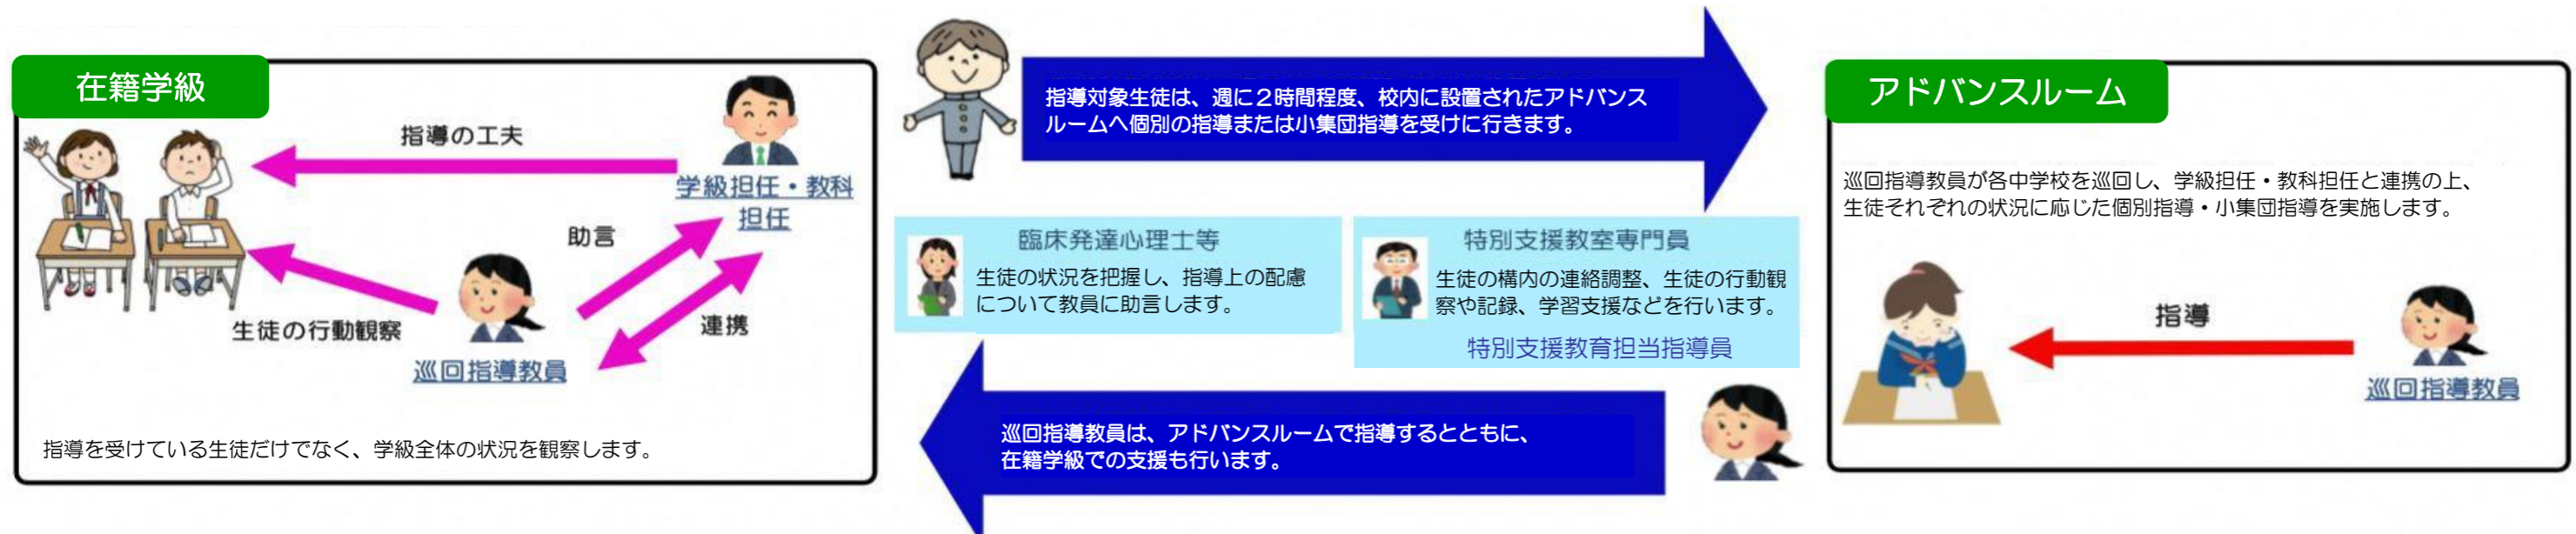 在籍学級
指導の工夫
学級担任・教科
担任
助言
連携
生徒の行動観察
巡回指導教員
指導を受けている生徒だけでなく、学級全体の状況を観察します。
指導対象生徒は、週に２時間程度、校内に設置されたアドバンス
ルームへ個別の指導または小集団指導を受けに行きます。
臨床発達心理士等
生徒の状況を把握し、指導上の配慮
について教員に助言します。
特別支援教室専門員
生徒の構内の連絡調整、生徒の行動観
察や記録、学習支援などを行います。
特別支援教育担当指導員
巡回指導教員は、アドバンスルームで指導するとともに、
在籍学級での支援も行います。
アドバンスルーム
巡回指導教員が各中学校を巡回し、学級担任・教科担任と連携の上、
生徒それぞれの状況に応じた個別指導・小集団指導を実施します。
指導
巡回指導教員